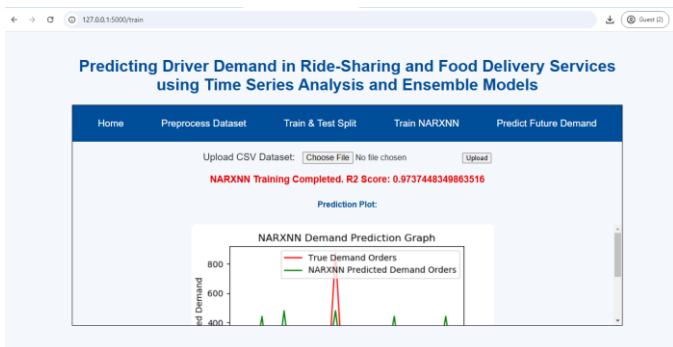 127.0.0.1:5000/train
Guest (2)
Predicting Driver Demand in Ride-Sharing and Food Delivery Services
using Time Series Analysis and Ensemble Models
Home Preprocess Dataset Train & Test Split Train NARXNN Predict Future Demand
Upload CSV Dataset: Choose File No file chosen Upload
NARXNN Training Completed. R2 Score: 0.9737448349863516
Prediction Plot:
NARXNN Demand Prediction Graph
True Demand Orders
NARXNN Predicted Demand Orders
800
600
400
Demand